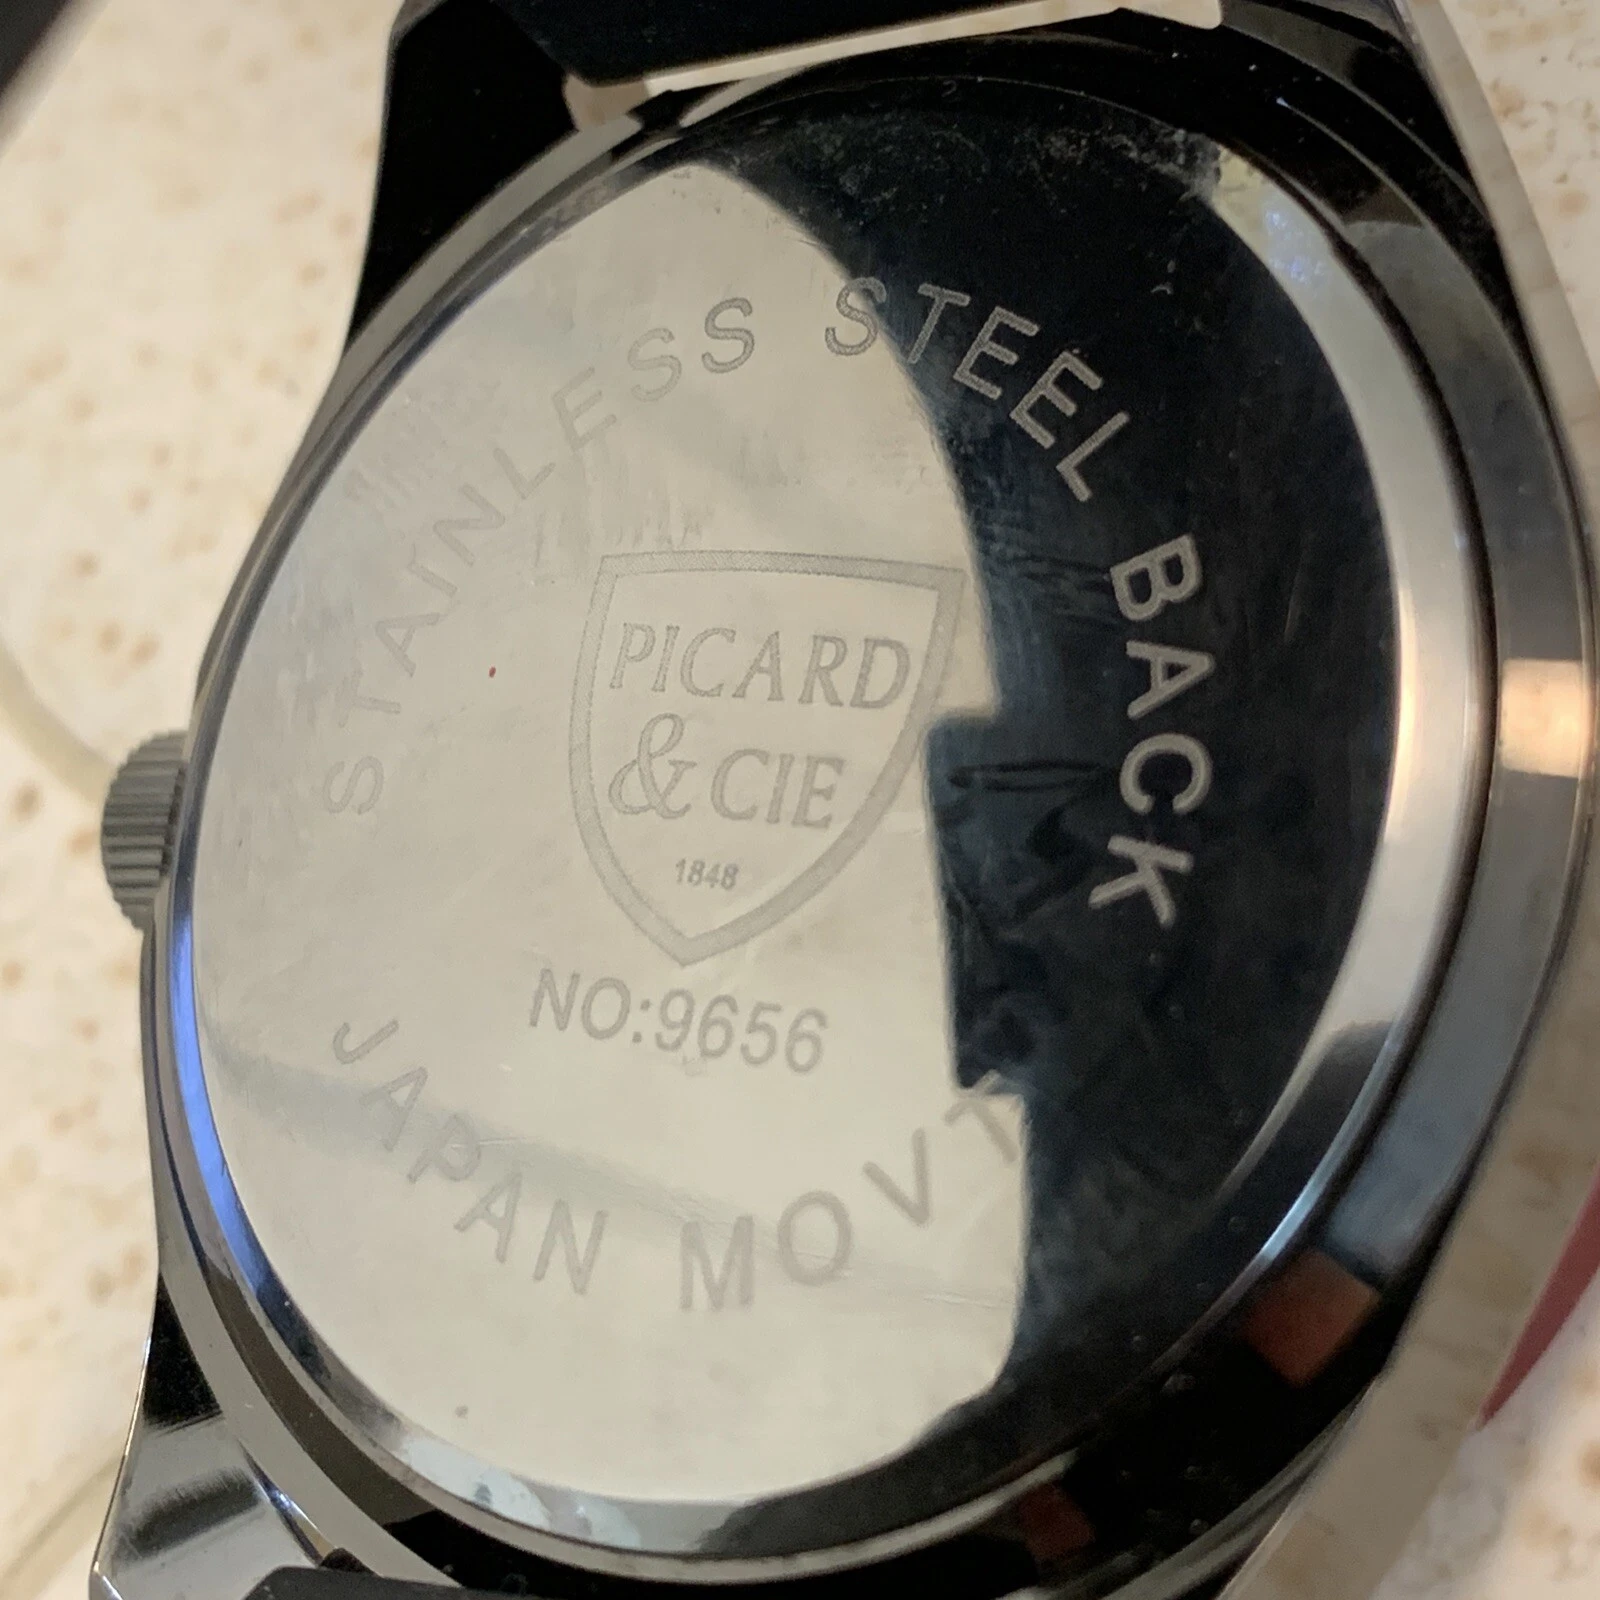 STAINLESS STEEL BACK
PICARD
& CIE
1848
NO:9656
JAPAN MOVT